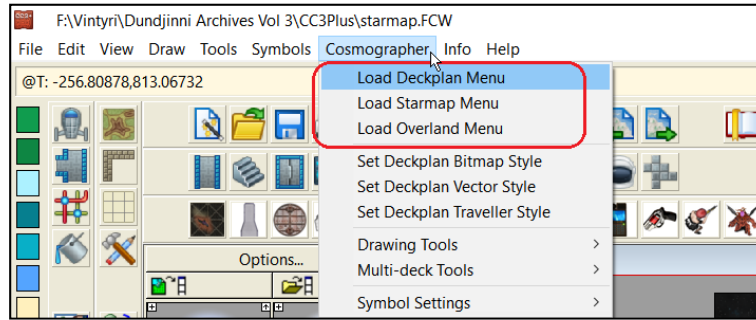 F:\Vintyri\Dundjinni Archives Vol 3\CC3Plus\starmap.FCW
File Edit View Draw Tools Symbols Cosmographer Info Help
@T: -256.80878,813.06732
Load Deckplan Menu
Load Starmap Menu
Load Overland Menu
Set Deckplan Bitmap Style
Set Deckplan Vector Style
Set Deckplan Traveller Style
Drawing Tools >
Multi-deck Tools >
Symbol Settings >
Options...